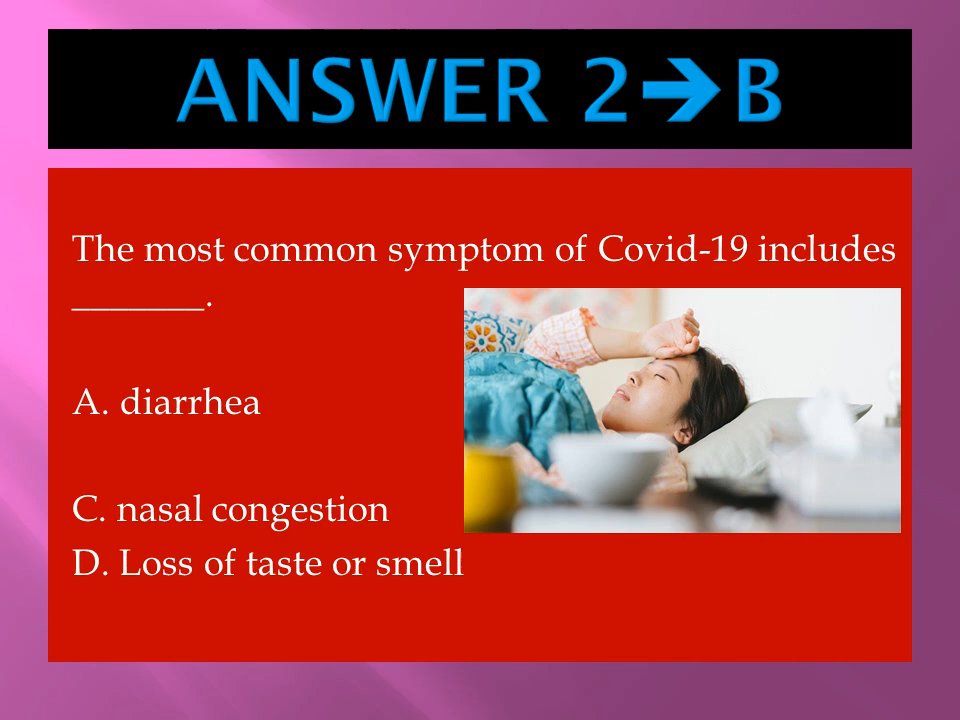 ANSWER 2➔B
The most common symptom of Covid-19 includes
_______.
A. diarrhea
C. nasal congestion
D. Loss of taste or smell